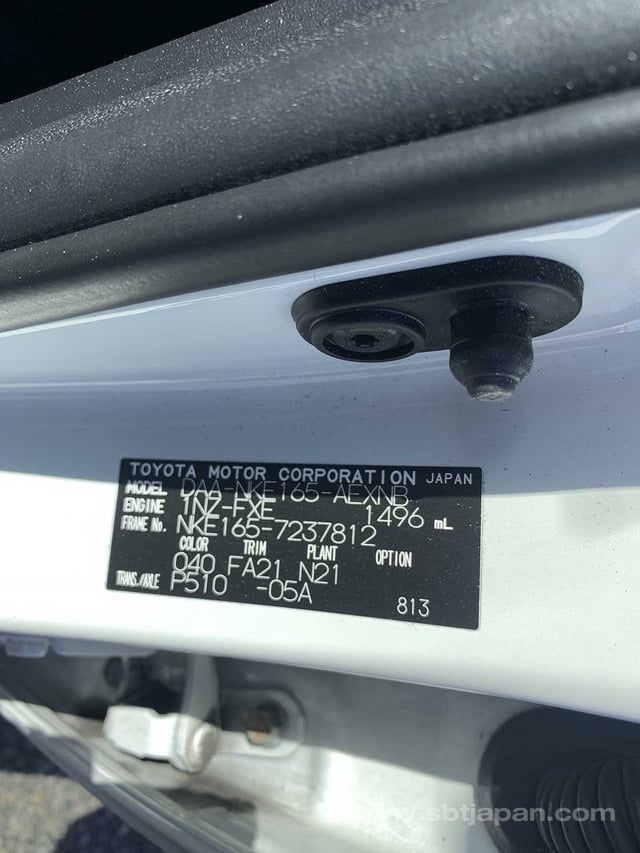 TOYOTA MOTOR CORPORATION JAPAN
MODEL DAA-NKE165-AEXNB
ENGINE 1NZ-FXE 1496 mL
FRAME No. NKE165-7237812
COLOR TRIM PLANT OPTION
040 FA21 N21
TRANS./AXLE P510 -05A
813
sbtjapan.com